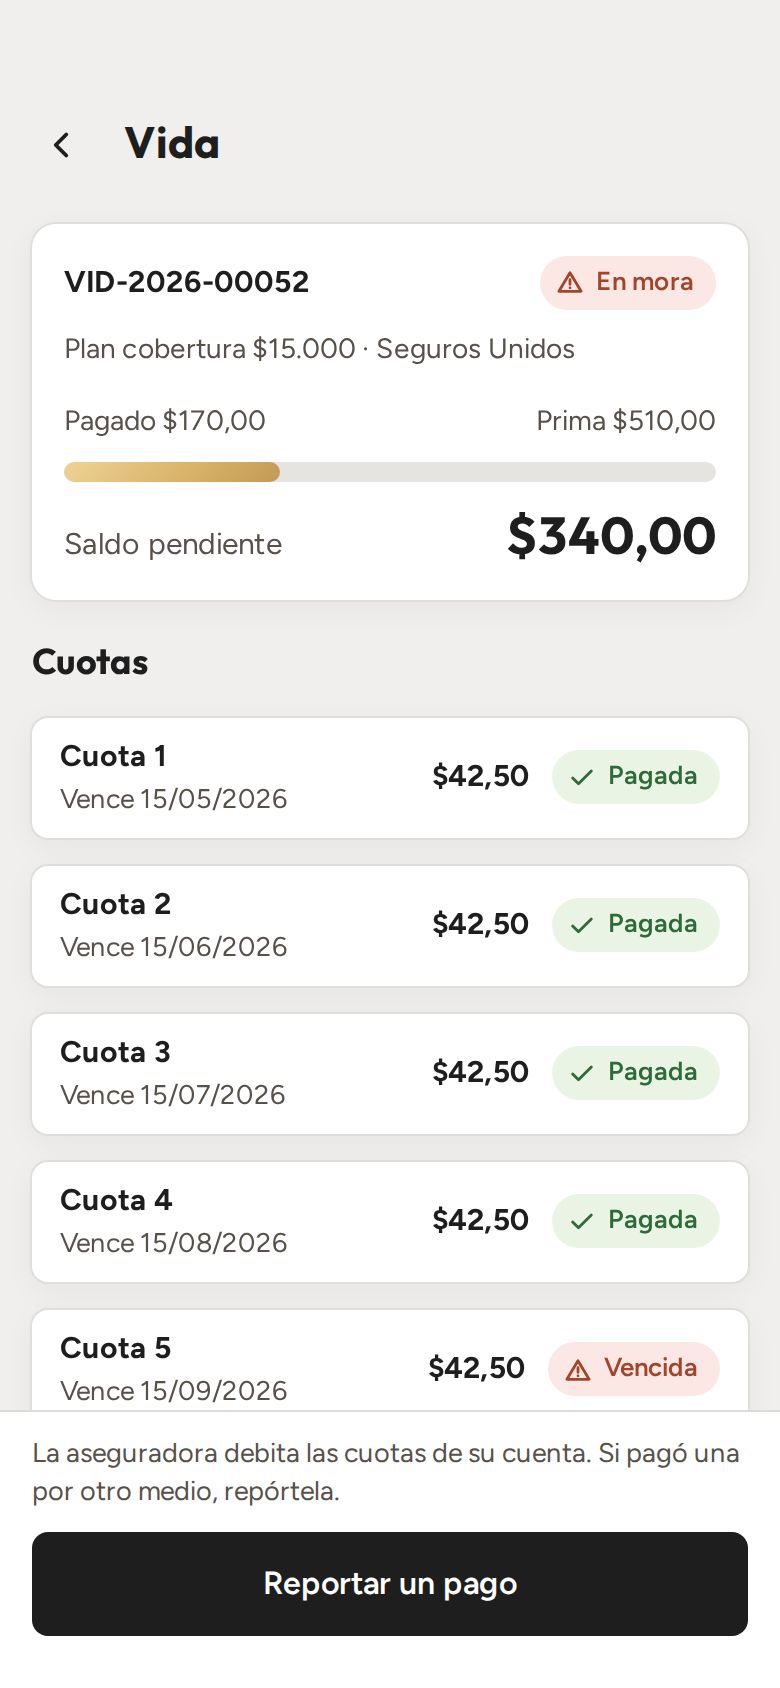 Vida
VID-2026-00052
En mora
Plan cobertura $15.000 · Seguros Unidos
Pagado $170,00
Prima $510,00
Saldo pendiente
$340,00
Cuotas
Cuota 1
Vence 15/05/2026
$42,50
Pagada
Cuota 2
Vence 15/06/2026
$42,50
Pagada
Cuota 3
Vence 15/07/2026
$42,50
Pagada
Cuota 4
Vence 15/08/2026
$42,50
Pagada
Cuota 5
Vence 15/09/2026
$42,50
Vencida
La aseguradora debita las cuotas de su cuenta. Si pagó una
por otro medio, repórtela.
Reportar un pago